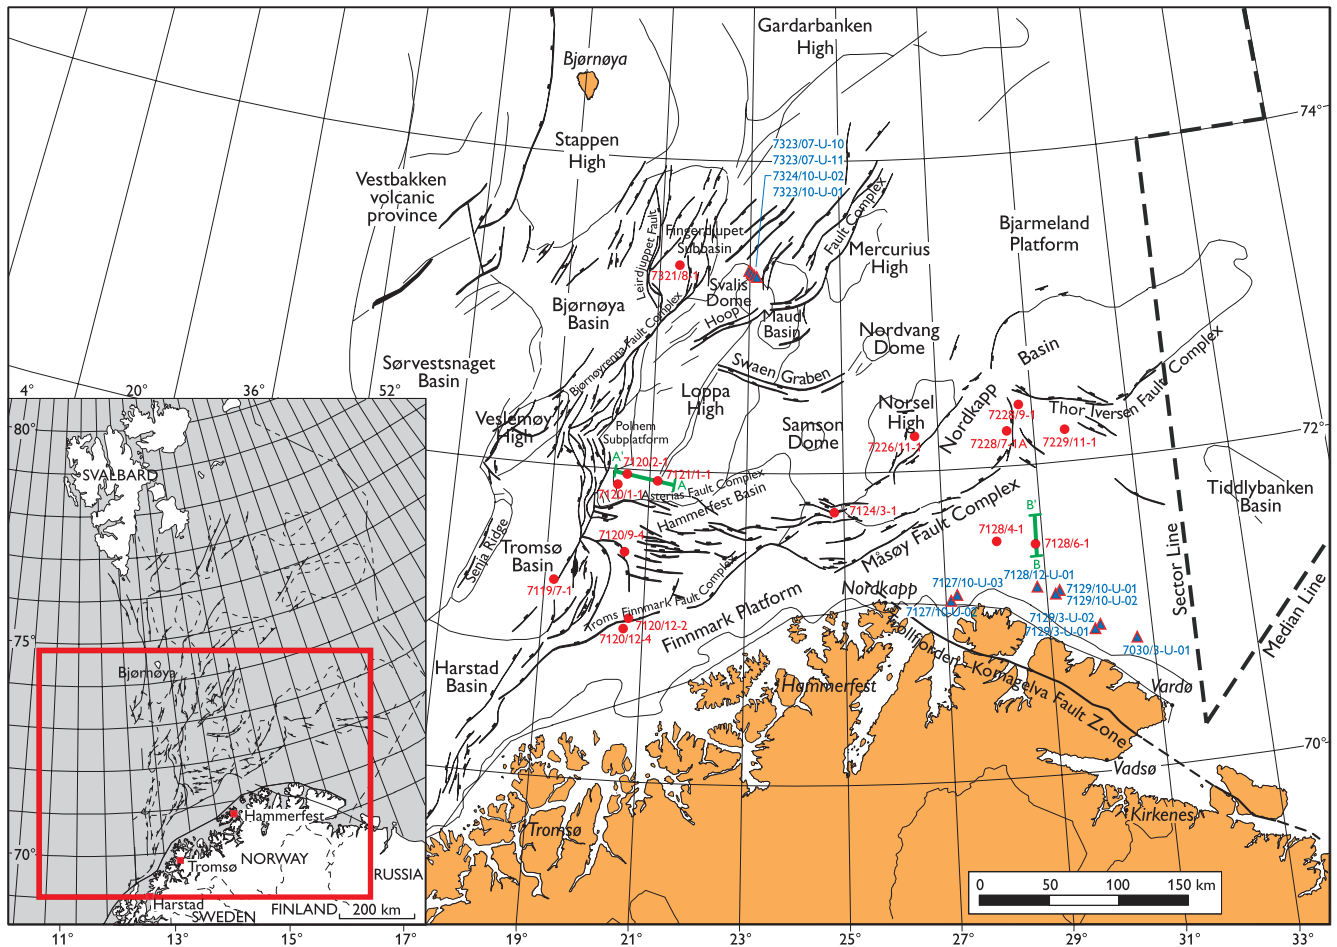 Gardarbanken
High
Bjørnøya
74°
7323/07-U-10
7323/07-U-11
7324/10-U-02
7323/10-U-01
Stappen
High
Vestbakken
volcanic
province
Bjarmeland
Platform
Fault Complex
Mercurius
High
Leirdjuppet Fault
Fingerdjupet
Subbasin
7321/8-1
Svalis
Dome
Hoop
Maud
Basin
Bjørnøya
Basin
Bjørnøyrenna Fault Complex
Nordvang
Dome
Basin
Nordkapp
Sørvestsnaget
Basin
Swaen Graben
Loppa
High
Norsel
High
7226/11-1
Samson
Dome
7228/9-1
7228/7-1A
7229/11-1
Thor Iversen Fault Complex
72°
Veslemøy
High
Polhem
Subplatform
A'
7120/2-1
7121/1-1
A
7120/1-1
Asterias Fault Complex
Hammerfest Basin
7124/3-1
Måsøy Fault Complex
Tiddlybanken
Basin
B'
7128/4-1
7128/6-1
B
Senja Ridge
Tromsø
Basin
7120/9-4
7119/7-1
Troms Finnmark Fault Complex
7120/12-2
7120/12-4
Finnmark Platform
Nordkapp
7127/10-U-03
7127/10-U-02
7128/12-U-01
7129/10-U-01
7129/10-U-02
7129/3-U-02
7129/3-U-01
7030/3-U-01
Sector Line
Median Line
Harstad
Basin
Hammerfest
Trollfjorden - Komagelva Fault Zone
Vardø
70°
Vadsø
Kirkenes
Tromsø
0 50 100 150 km
4° 20° 36° 52°
80°
SVALBARD
75°
Bjørnøya
Hammerfest
70°
Tromsø
NORWAY
RUSSIA
Harstad
SWEDEN
FINLAND
200 km
11° 13° 15° 17° 19 21 23 25 27 29 31 33